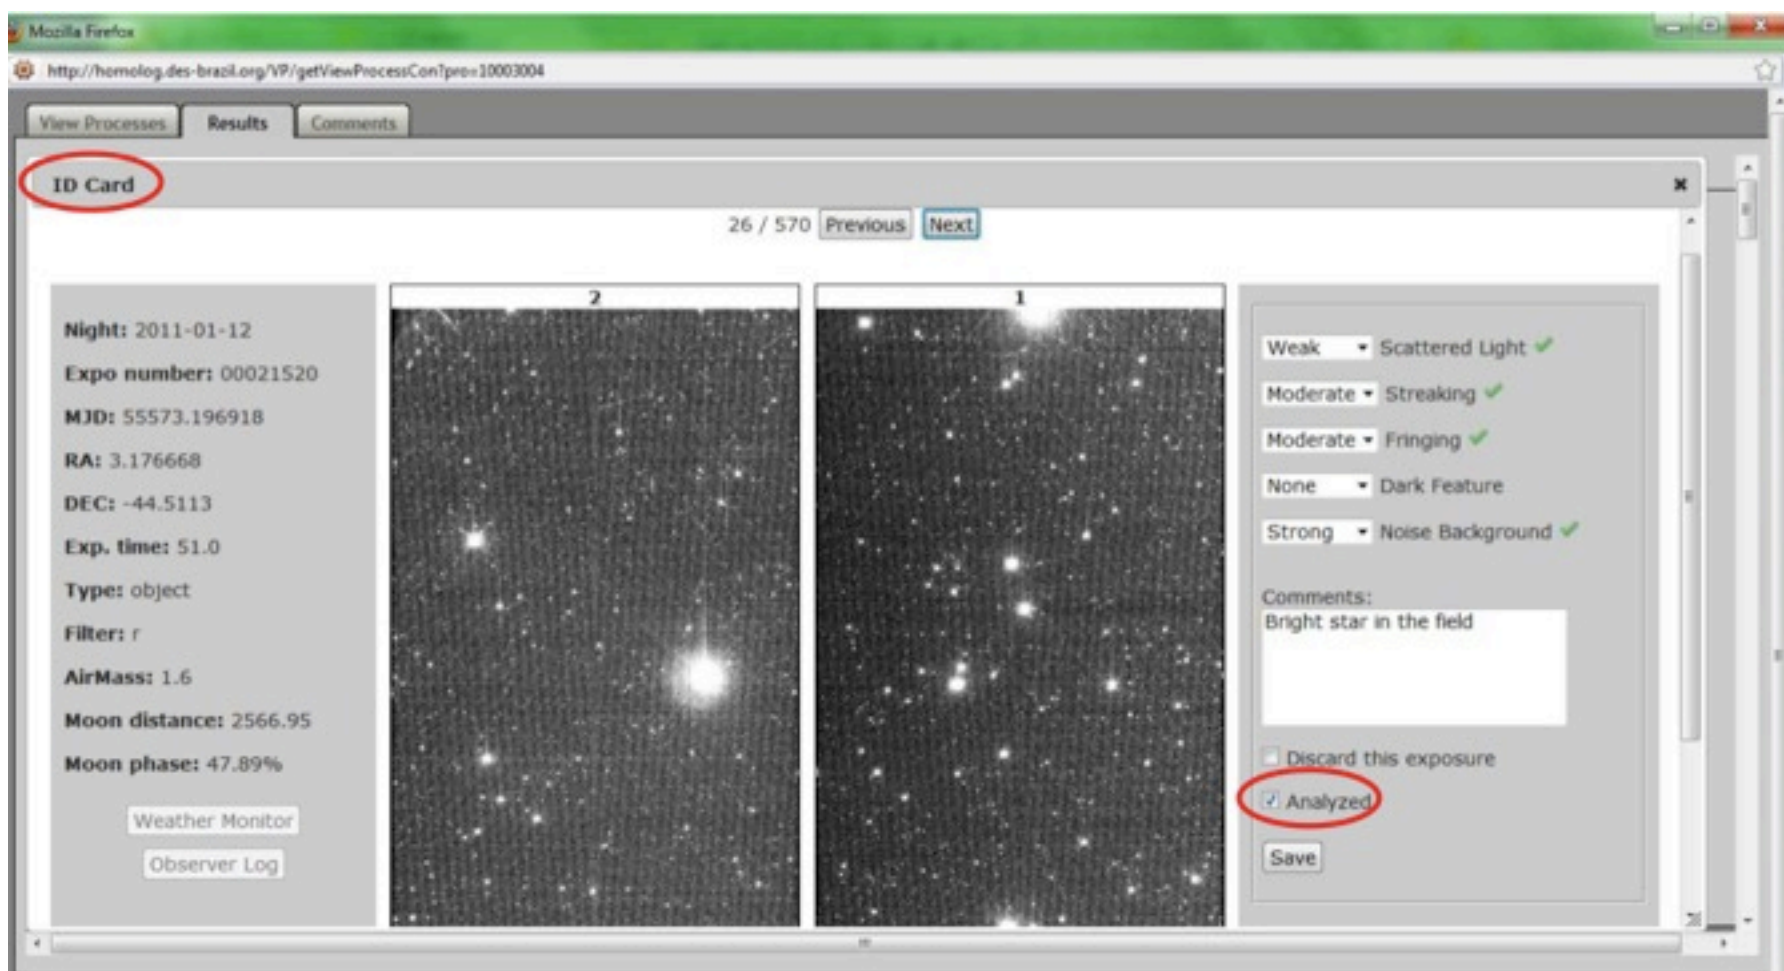 Mozilla Firefox
http://homolog.des-brazil.org/VP/getViewProcessCon?pro=10003004
View Processes Results Comments
ID Card
26 / 570 Previous Next
2
1
Night: 2011-01-12
Expo number: 00021520
MJD: 55573.196918
RA: 3.176668
DEC: -44.5113
Exp. time: 51.0
Type: object
Filter: r
AirMass: 1.6
Moon distance: 2566.95
Moon phase: 47.89%
Weather Monitor
Observer Log
Weak Scattered Light
Moderate Streaking
Moderate Fringing
None Dark Feature
Strong Noise Background
Comments:
Bright star in the field
Discard this exposure
Analyzed
Save